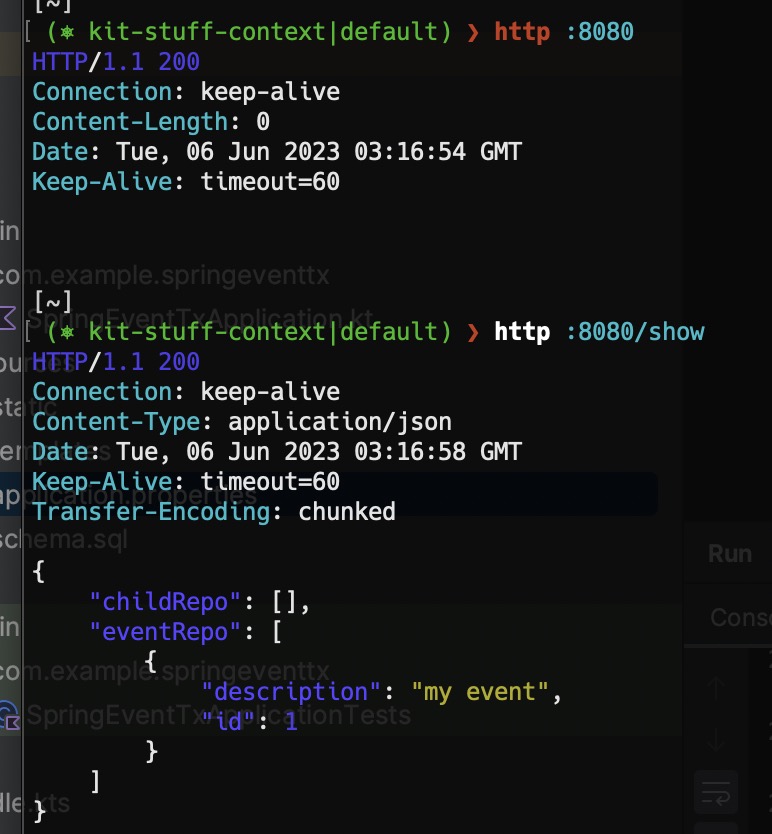 [~]
[ (⎈ kit-stuff-context|default) ❯ http :8080
HTTP/1.1 200
Connection: keep-alive
Content-Length: 0
Date: Tue, 06 Jun 2023 03:16:54 GMT
Keep-Alive: timeout=60
in
com.example.springeventtx
[~]
SpringEventTxApplication.kt
[ (⎈ kit-stuff-context|default) ❯ http :8080/show
HTTP/1.1 200
Connection: keep-alive
static
Content-Type: application/json
Date: Tue, 06 Jun 2023 03:16:58 GMT
Keep-Alive: timeout=60
application.properties
Transfer-Encoding: chunked
schema.sql
Run
{
"childRepo": [],
"eventRepo": [
in
{
com.example.springeventtx
"description": "my event",
SpringEventTxApplicationTests
"id": 1
}
]
dle.kts
}